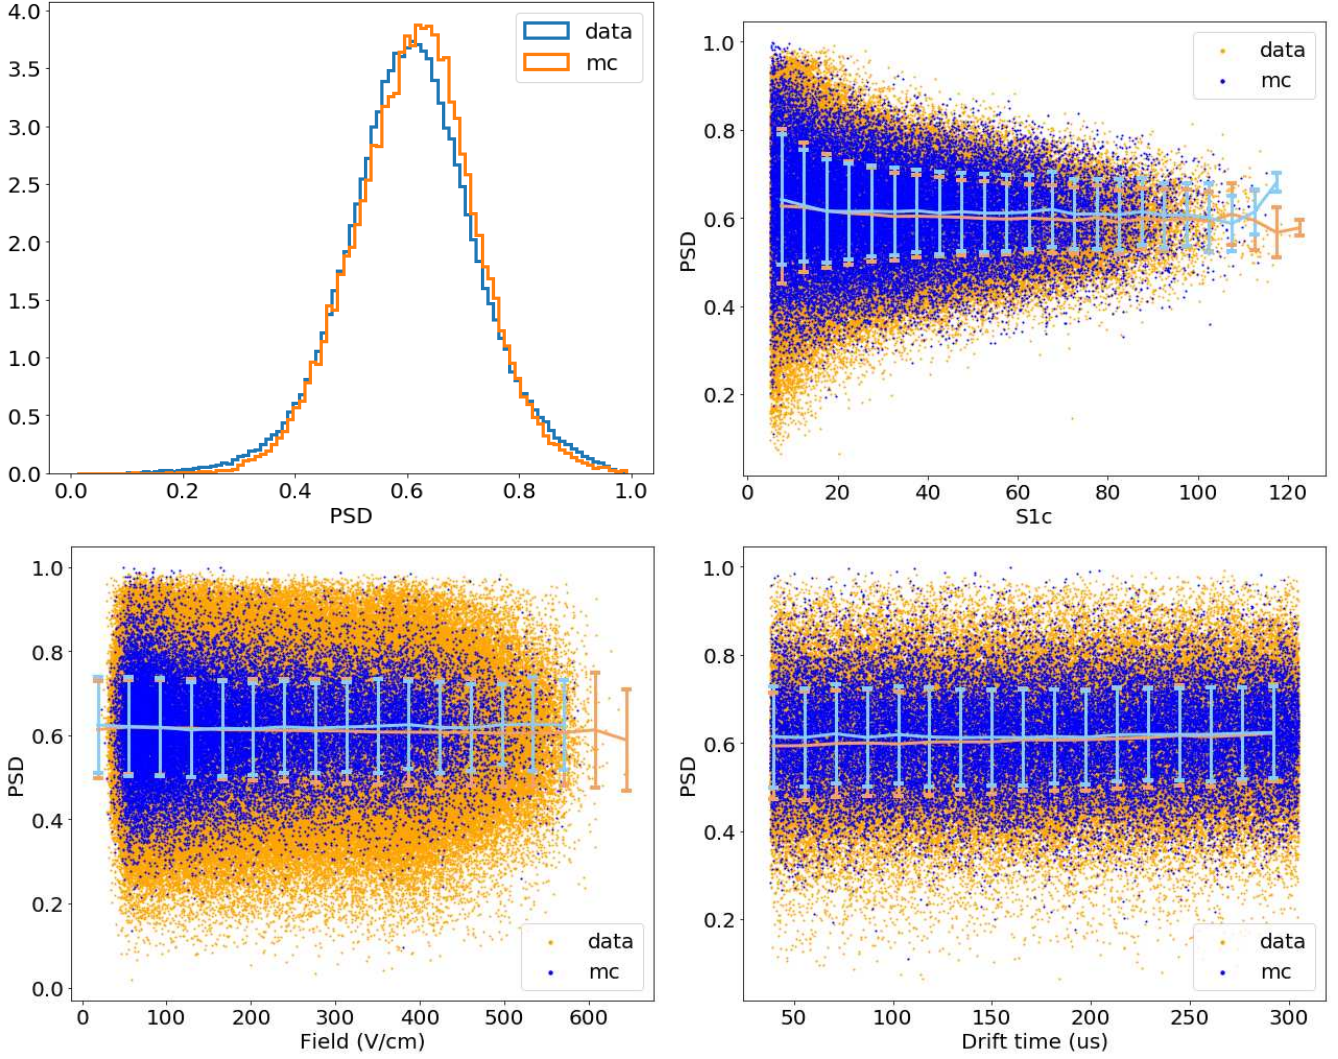 4.0
3.5
3.0
2.5
2.0
1.5
1.0
0.5
0.0
data
mc
0.0 0.2 0.4 0.6 0.8 1.0
PSD
1.0
0.8
0.6
0.4
0.2
PSD
data
mc
0 20 40 60 80 100 120
S1c
1.0
0.8
0.6
0.4
0.2
0.0
PSD
data
mc
0 100 200 300 400 500 600
Field (V/cm)
1.0
0.8
0.6
0.4
0.2
PSD
data
mc
50 100 150 200 250 300
Drift time (us)